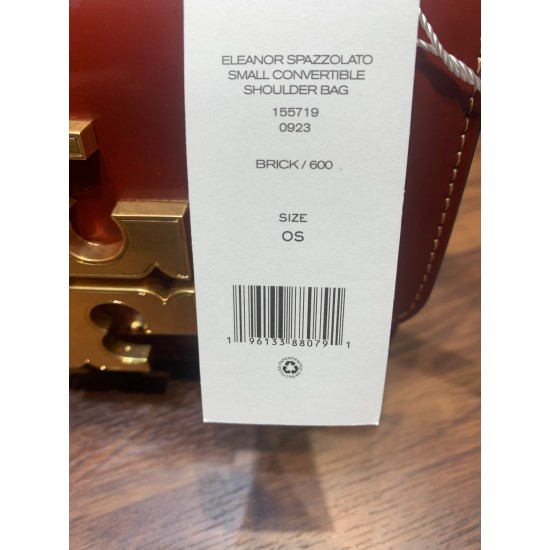 ELEANOR SPAZZOLATO
SMALL CONVERTIBLE
SHOULDER BAG
155719
0923
BRICK / 600
SIZE
OS
1 96133 88079 1